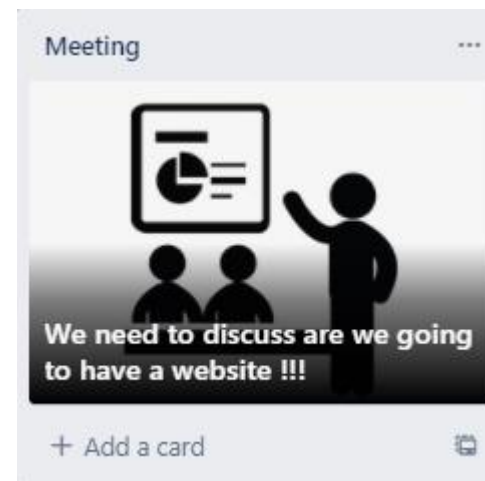 Meeting
We need to discuss are we going
to have a website !!!
+ Add a card